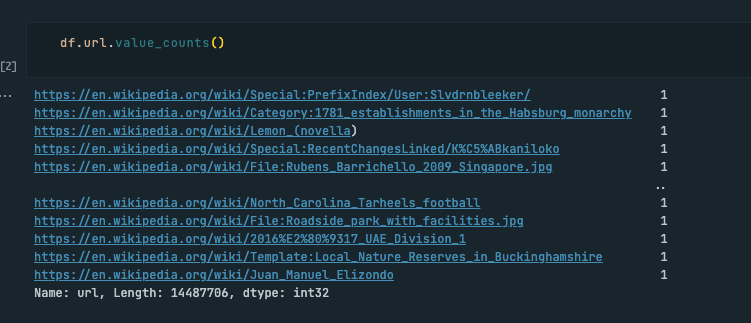 df.url.value_counts()
[2]
...
https://en.wikipedia.org/wiki/Special:PrefixIndex/User:Slvdrnbleeker/ 1
https://en.wikipedia.org/wiki/Category:1781_establishments_in_the_Habsburg_monarchy 1
https://en.wikipedia.org/wiki/Lemon_(novella) 1
https://en.wikipedia.org/wiki/Special:RecentChangesLinked/K%C5%ABkaniloko 1
https://en.wikipedia.org/wiki/File:Rubens_Barrichello_2009_Singapore.jpg 1
..
https://en.wikipedia.org/wiki/North_Carolina_Tarheels_football 1
https://en.wikipedia.org/wiki/File:Roadside_park_with_facilities.jpg 1
https://en.wikipedia.org/wiki/2016%E2%80%9317_UAE_Division_1 1
https://en.wikipedia.org/wiki/Template:Local_Nature_Reserves_in_Buckinghamshire 1
https://en.wikipedia.org/wiki/Juan_Manuel_Elizondo 1
Name: url, Length: 14487706, dtype: int32